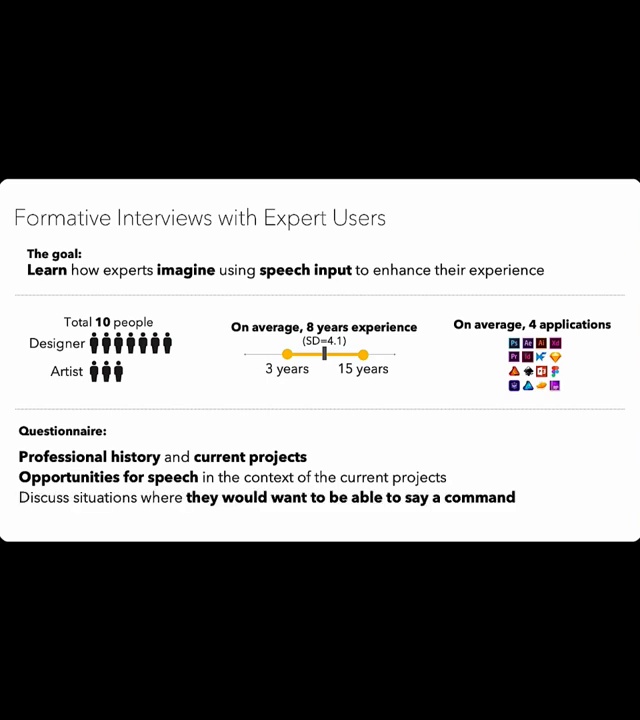 Formative Interviews with Expert Users
The goal:
Learn how experts imagine using speech input to enhance their experience
Total 10 people
Designer
Artist
On average, 8 years experience
(SD=4.1)
3 years 15 years
On average, 4 applications
Ps Ae Ai Xd
Pr Id
Questionnaire:
Professional history and current projects
Opportunities for speech in the context of the current projects
Discuss situations where they would want to be able to say a command